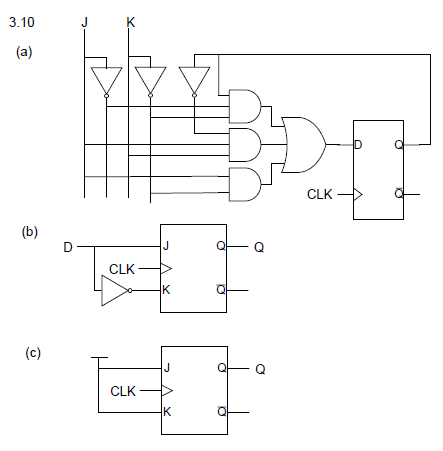 3.10 J K
(a)
D Q
CLK Q
(b)
D J Q Q
CLK
K Q
(c)
J Q Q
CLK
K Q